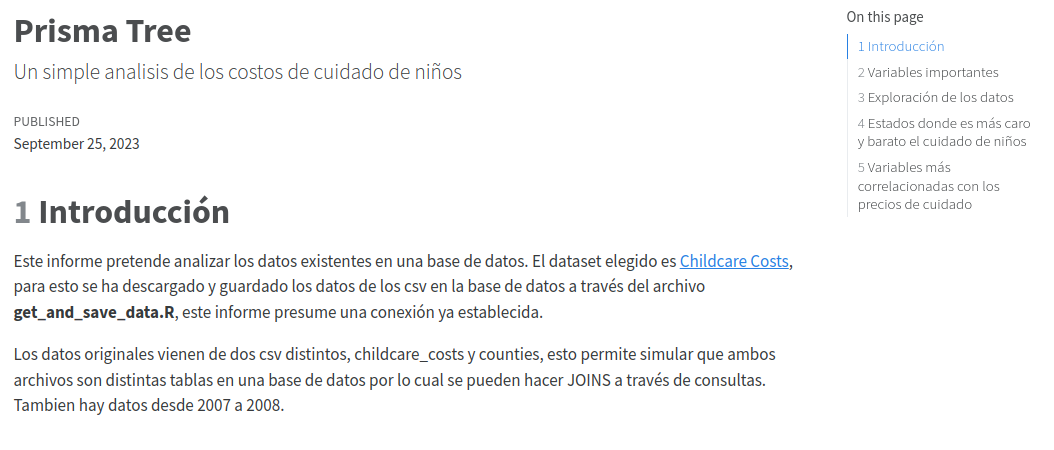 Prisma Tree
Un simple analisis de los costos de cuidado de niños
PUBLISHED
September 25, 2023
1 Introducción
Este informe pretende analizar los datos existentes en una base de datos. El dataset elegido es Childcare Costs,
para esto se ha descargado y guardado los datos de los csv en la base de datos a través del archivo
get_and_save_data.R, este informe presume una conexión ya establecida.
Los datos originales vienen de dos csv distintos, childcare_costs y counties, esto permite simular que ambos
archivos son distintas tablas en una base de datos por lo cual se pueden hacer JOINS a través de consultas.
Tambien hay datos desde 2007 a 2008.
On this page
1 Introducción
2 Variables importantes
3 Exploración de los datos
4 Estados donde es más caro
y barato el cuidado de niños
5 Variables más
correlacionadas con los
precios de cuidado